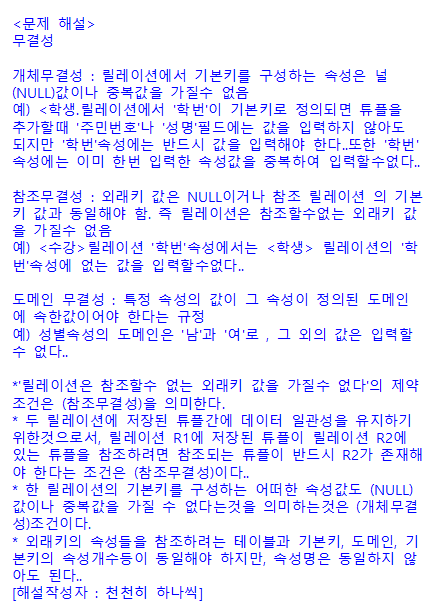 <문제 해설>
무결성
개체무결성 : 릴레이션에서 기본키를 구성하는 속성은 널
(NULL)값이나 중복값을 가질수 없음
예) <학생.릴레이션에서 '학번'이 기본키로 정의되면 튜플을
추가할때 '주민번호'나 '성명'필드에는 값을 입력하지 않아도
되지만 '학번'속성에는 반드시 값을 입력해야 한다..또한 '학번'
속성에는 이미 한번 입력한 속성값을 중복하여 입력할수없다..
참조무결성 : 외래키 값은 NULL이거나 참조 릴레이션 의 기본
키 값과 동일해야 함. 즉 릴레이션은 참조할수없는 외래키 값
을 가질수 없음
예) <수강>릴레이션 '학번'속성에서는 <학생> 릴레이션의 '학
번'속성에 없는 값을 입력할수없다..
도메인 무결성 : 특정 속성의 값이 그 속성이 정의된 도메인
에 속한값이어야 한다는 규정
예) 성별속성의 도메인은 '남'과 '여'로 , 그 외의 값은 입력할
수 없다..
*'릴레이션은 참조할수 없는 외래키 값을 가질수 없다'의 제약
조건은 (참조무결성)을 의미한다.
* 두 릴레이션에 저장된 튜플간에 데이터 일관성을 유지하기
위한것으로서, 릴레이션 R1에 저장된 튜플이 릴레이션 R2에
있는 튜플을 참조하려면 참조되는 튜플이 반드시 R2가 존재해
야 한다는 조건은 (참조무결성)이다..
* 한 릴레이션의 기본키를 구성하는 어떠한 속성값도 (NULL)
값이나 중복값을 가질 수 없다는것을 의미하는것은 (개체무결
성)조건이다.
* 외래키의 속성들을 참조하려는 테이블과 기본키, 도메인, 기
본키의 속성개수등이 동일해야 하지만, 속성명은 동일하지 않
아도 된다..
[해설작성자 : 천천히 하나씩]